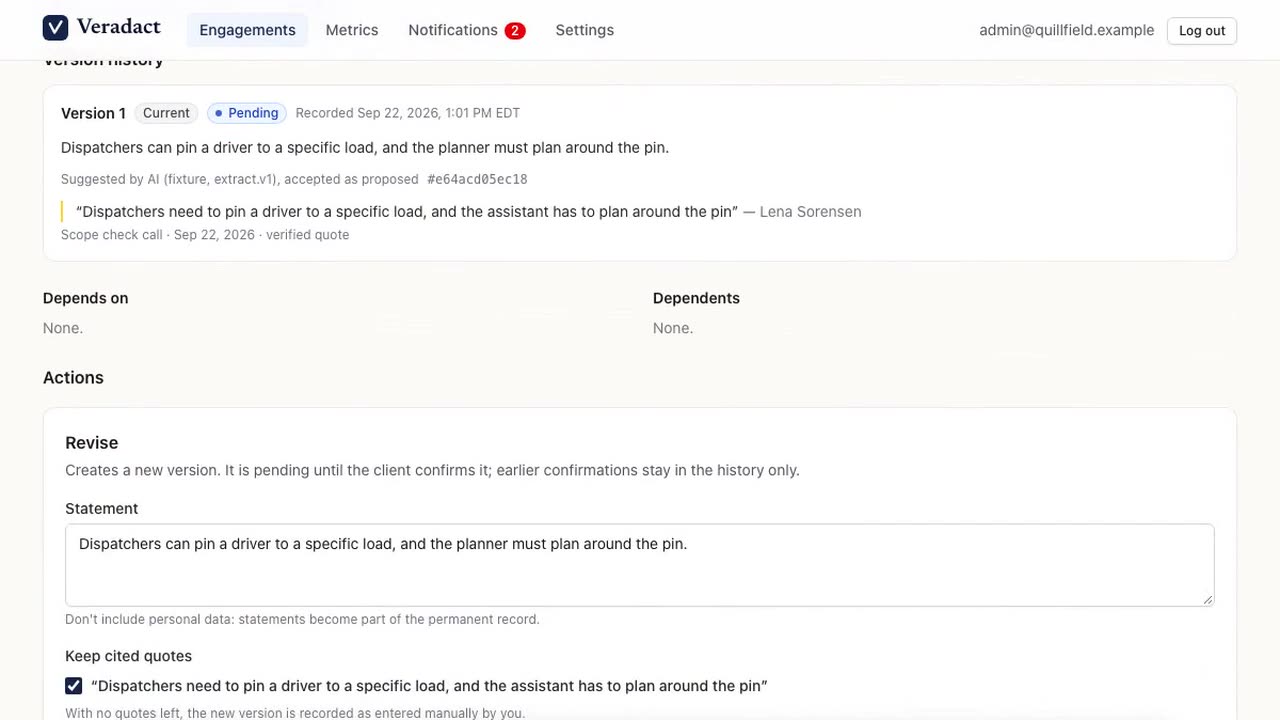 Veradact
Engagements
Metrics
Notifications 2
Settings
admin@quillfield.example
Log out
Version history
Version 1 Current Pending Recorded Sep 22, 2026, 1:01 PM EDT
Dispatchers can pin a driver to a specific load, and the planner must plan around the pin.
Suggested by AI (fixture, extract.v1), accepted as proposed #e64acd05ec18
“Dispatchers need to pin a driver to a specific load, and the assistant has to plan around the pin” — Lena Sorensen
Scope check call · Sep 22, 2026 · verified quote
Depends on
None.
Dependents
None.
Actions
Revise
Creates a new version. It is pending until the client confirms it; earlier confirmations stay in the history only.
Statement
Dispatchers can pin a driver to a specific load, and the planner must plan around the pin.
Don't include personal data: statements become part of the permanent record.
Keep cited quotes
“Dispatchers need to pin a driver to a specific load, and the assistant has to plan around the pin”
With no quotes left, the new version is recorded as entered manually by you.